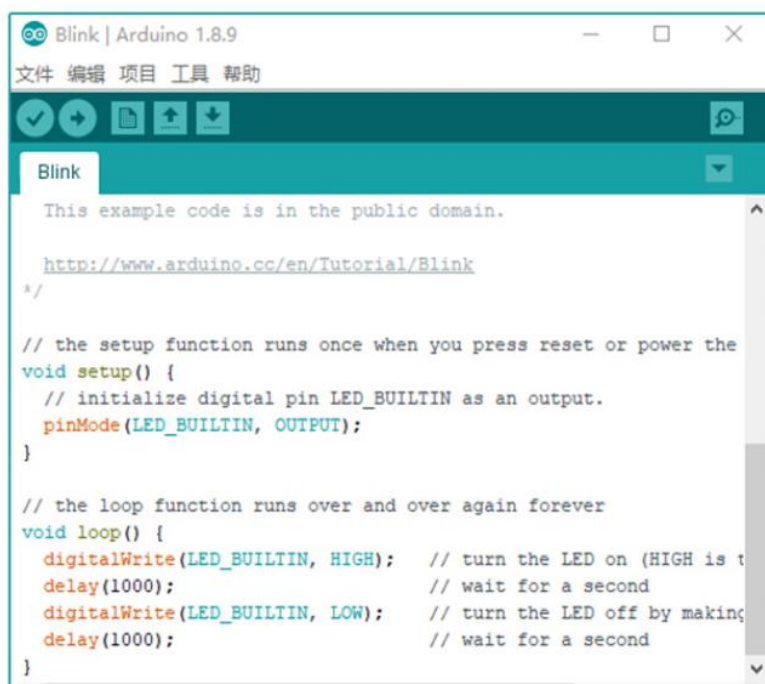 Blink | Arduino 1.8.9
文件 编辑 项目 工具 帮助
Blink
This example code is in the public domain.
http://www.arduino.cc/en/Tutorial/Blink
*/
// the setup function runs once when you press reset or power the
void setup() {
// initialize digital pin LED_BUILTIN as an output.
pinMode(LED_BUILTIN, OUTPUT);
}
// the loop function runs over and over again forever
void loop() {
digitalWrite(LED_BUILTIN, HIGH); // turn the LED on (HIGH is t
delay(1000); // wait for a second
digitalWrite(LED_BUILTIN, LOW); // turn the LED off by making
delay(1000); // wait for a second
}